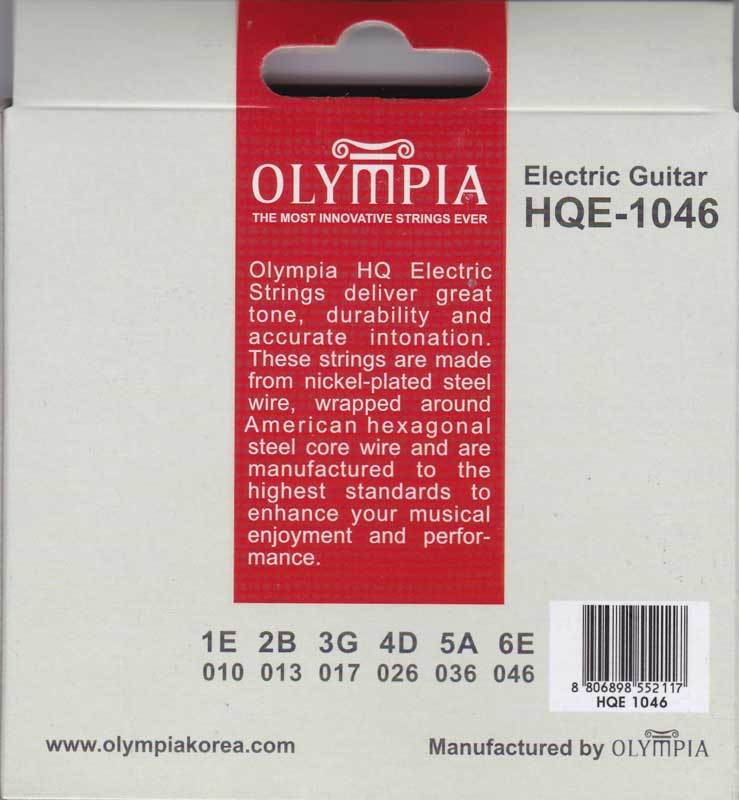 OLYMPIA
THE MOST INNOVATIVE STRINGS EVER
Electric Guitar
HQE-1046
Olympia HQ Electric
Strings deliver great
tone, durability and
accurate intonation.
These strings are made
from nickel-plated steel
wire, wrapped around
American hexagonal
steel core wire and are
manufactured to the
highest standards to
enhance your musical
enjoyment and perfor-
mance.
1E 2B 3G 4D 5A 6E
010 013 017 026 036 046
8 806898 552117
HQE 1046
www.olympiakorea.com
Manufactured by OLYMPIA